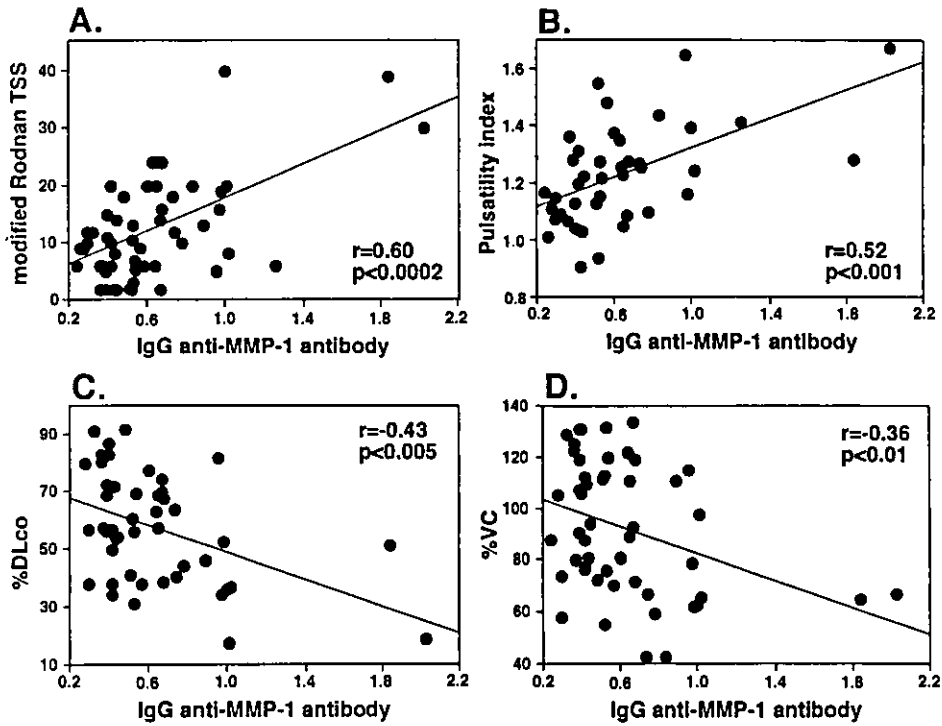 A.
modified Rodnan TSS
40
30
20
10
0
r=0.60
p<0.0002
0.2 0.6 1.0 1.4 1.8 2.2
IgG anti-MMP-1 antibody
B.
Pulsatility index
1.6
1.4
1.2
1.0
0.8
r=0.52
p<0.001
0.2 0.6 1.0 1.4 1.8 2.2
IgG anti-MMP-1 antibody
C.
%DLco
90
70
50
30
10
r=-0.43
p<0.005
0.2 0.6 1.0 1.4 1.8 2.2
IgG anti-MMP-1 antibody
D.
%VC
140
120
100
80
60
40
r=-0.36
p<0.01
0.2 0.6 1.0 1.4 1.8 2.2
IgG anti-MMP-1 antibody